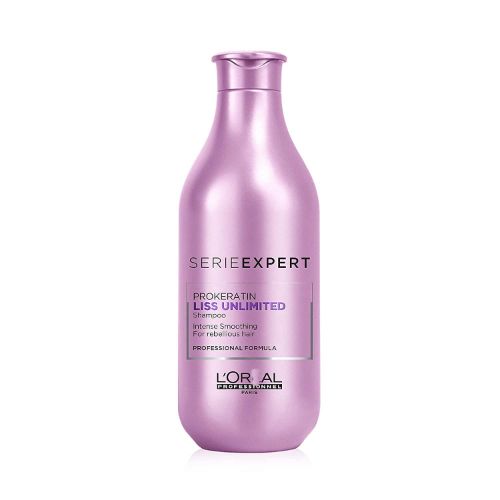 SERIEEXPERT
PROKERATIN
LISS UNLIMITED
Shampoo
Intense Smoothing
For rebellious hair
PROFESSIONAL FORMULA
L'ORÉAL
PROFESSIONNEL
PARIS